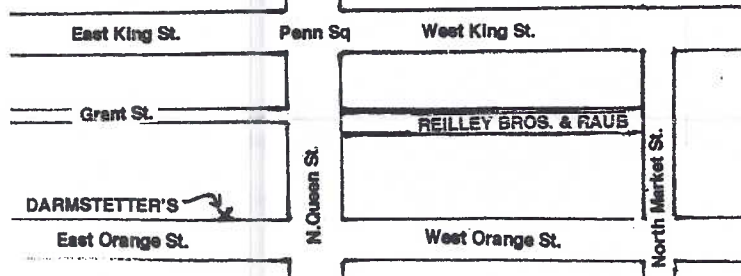 East King St.
Penn Sq
West King St.
Grant St.
REILLEY BROS. & RAUB
N.Queen St.
North Market St.
DARMSTETTER'S
East Orange St.
West Orange St.